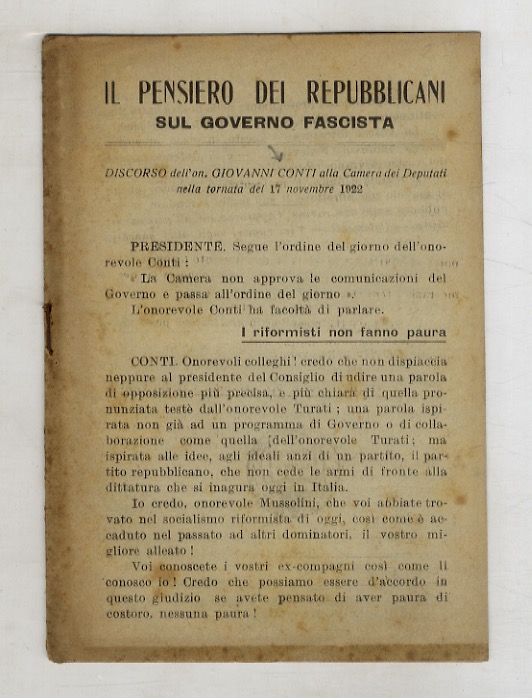 IL PENSIERO DEI REPUBBLICANI
SUL GOVERNO FASCISTA
DISCORSO dell'on. GIOVANNI CONTI alla Camera dei Deputati
nella tornata del 17 novembre 1922
PRESIDENTE. Segue l'ordine del giorno dell'ono-
revole Conti :
« La Camera non approva le comunicazioni del
Governo e passa all'ordine del giorno ».
L'onorevole Conti ha facoltà di parlare.
I riformisti non fanno paura
CONTI. Onorevoli colleghi! credo che non dispiaccia
neppure al presidente del Consiglio di udire una parola
di opposizione più precisa, e più chiara di quella pro-
nunziata testè dall'onorevole Turati ; una parola ispi-
rata non già ad un programma di Governo o di colla-
borazione come quella [dell'onorevole Turati; ma
ispirata alle idee, agli ideali anzi di un partito, il par-
tito repubblicano, che non cede le armi di fronte alla
dittatura che si inagura oggi in Italia.
Io credo, onorevole Mussolini, che voi abbiate tro-
vato nel socialismo riformista di oggi, così come è ac-
caduto nel passato ad altri dominatori, il vostro mi-
gliore alleato !
Voi conoscete i vostri ex-compagni così come li
conosco io ! Credo che possiamo essere d'accordo in
questo giudizio se avete pensato di aver paura di
costoro, nessuna paura !